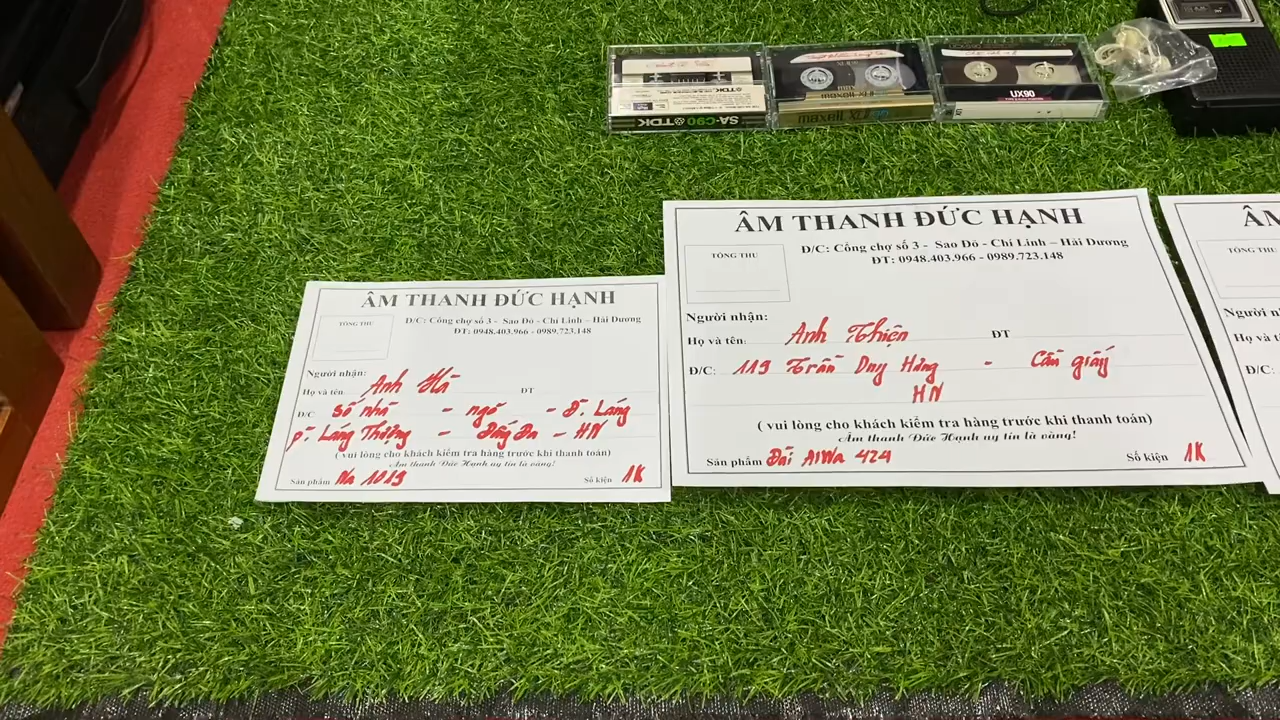 SA-C90 TDK
maxell XLII 90
UX90
ÂM THANH ĐỨC HẠNH
TỔNG THU
Đ/C: Cổng chợ số 3 - Sao Đỏ - Chí Linh – Hải Dương
ĐT: 0948.403.966 - 0989.723.148
Người nhận:
Họ và tên: Anh Hà ĐT
Đ/C số nhà - ngõ - Đ. Láng
P. Láng Thượng - Đống Đa - HN
( vui lòng cho khách kiểm tra hàng trước khi thanh toán)
Âm thanh Đức Hạnh uy tín là vàng!
Sản phẩm Na 1019 Số kiện 1K
ÂM THANH ĐỨC HẠNH
TỔNG THU
Đ/C: Cổng chợ số 3 - Sao Đỏ - Chí Linh – Hải Dương
ĐT: 0948.403.966 - 0989.723.148
Người nhận:
Họ và tên: Anh Thiện ĐT
Đ/C: 119 Trần Duy Hưng - Cầu giấy
HN
( vui lòng cho khách kiểm tra hàng trước khi thanh toán)
Âm thanh Đức Hạnh uy tín là vàng!
Sản phẩm Đài AIWa 424 Số kiện 1K
ÂM
TỔNG THU
Người n
Họ và t
Đ/C: